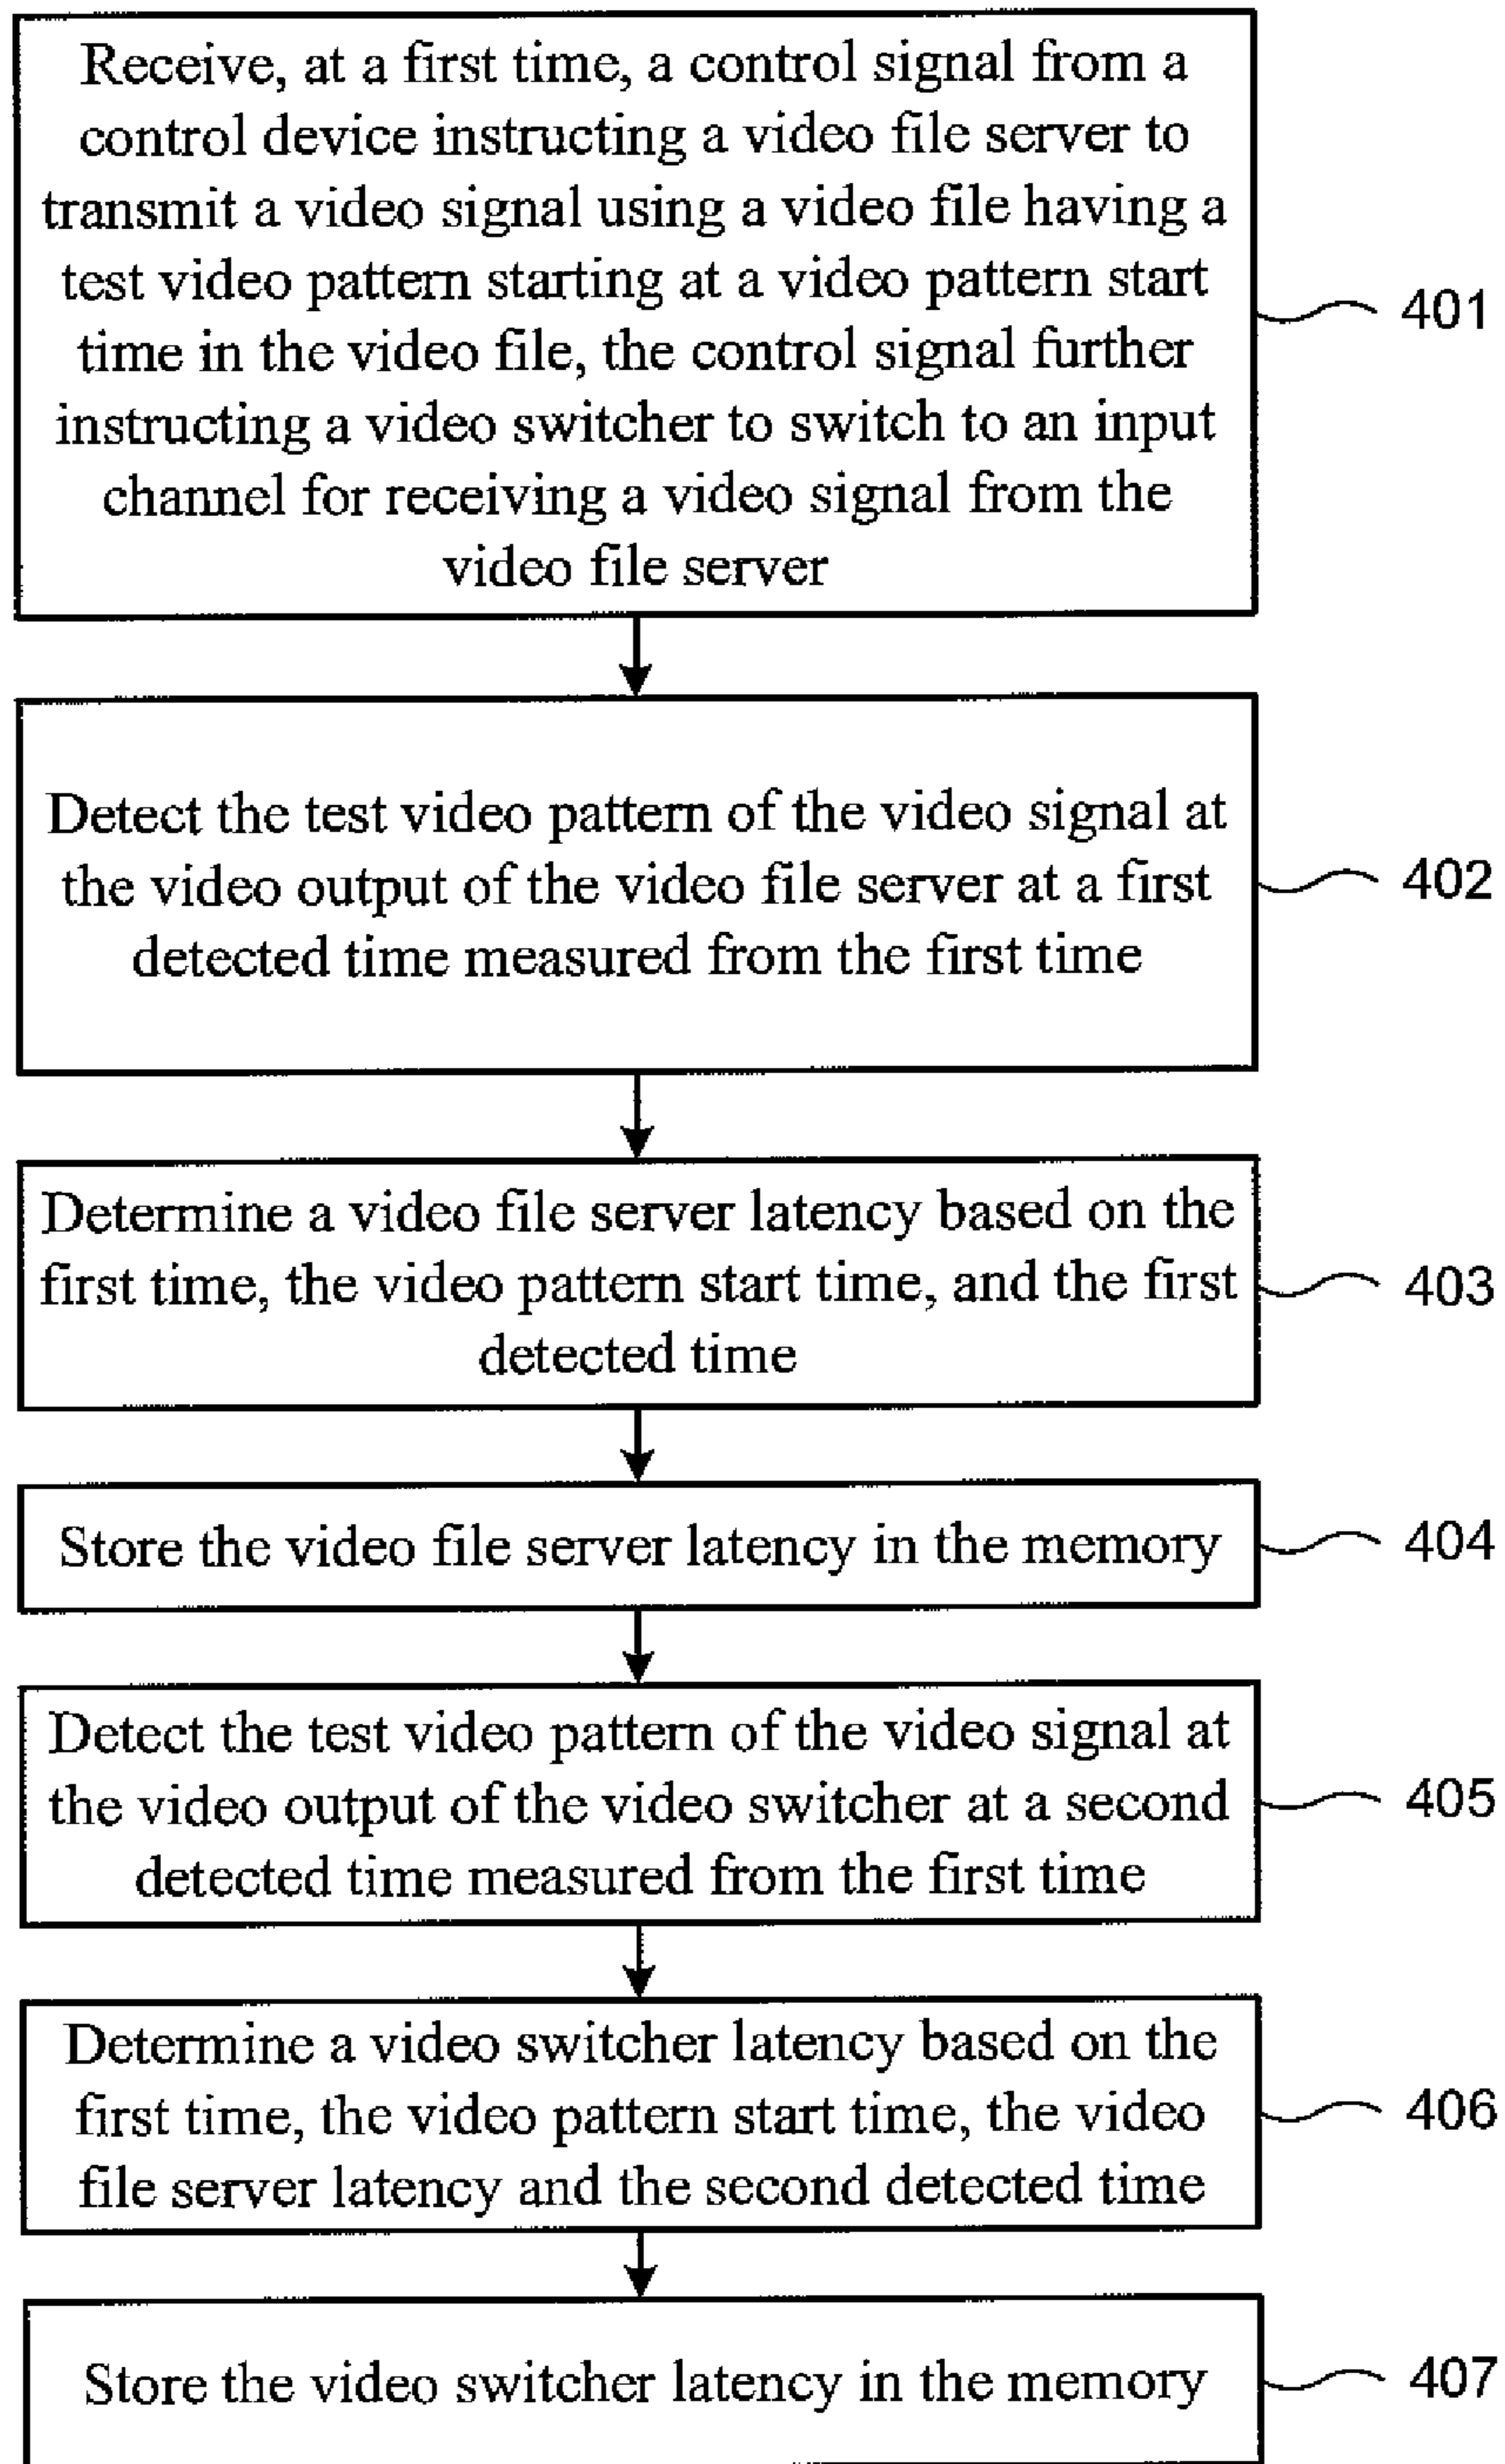 Receive, at a first time, a control signal from a
control device instructing a video file server to
transmit a video signal using a video file having a
test video pattern starting at a video pattern start
time in the video file, the control signal further
instructing a video switcher to switch to an input
channel for receiving a video signal from the
video file server
401
Detect the test video pattern of the video signal at
the video output of the video file server at a first
detected time measured from the first time
402
Determine a video file server latency based on the
first time, the video pattern start time, and the first
detected time
403
Store the video file server latency in the memory
404
Detect the test video pattern of the video signal at
the video output of the video switcher at a second
detected time measured from the first time
405
Determine a video switcher latency based on the
first time, the video pattern start time, the video
file server latency and the second detected time
406
Store the video switcher latency in the memory
407